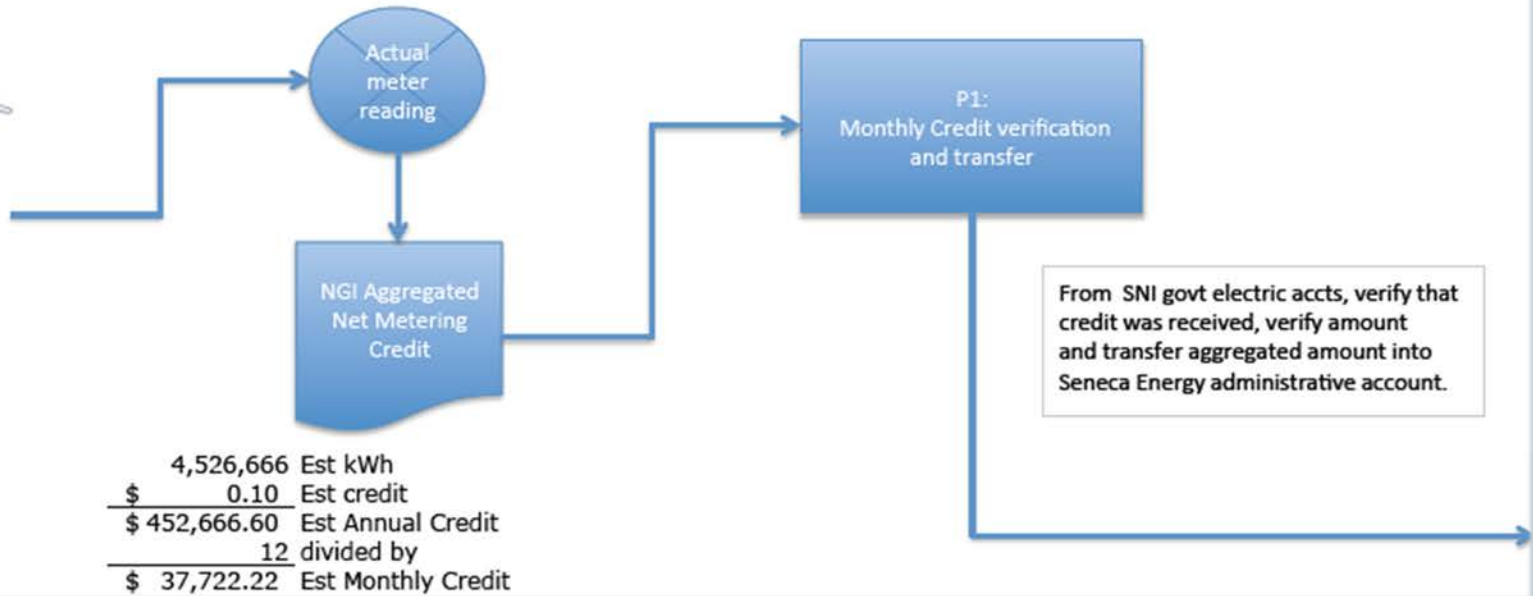 Actual
meter
reading
NGI Aggregated
Net Metering
Credit
P1:
Monthly Credit verification
and transfer
From SNI govt electric accts, verify that
credit was received, verify amount
and transfer aggregated amount into
Seneca Energy administrative account.
4,526,666 Est kWh
$ 0.10 Est credit
$ 452,666.60 Est Annual Credit
12 divided by
$ 37,722.22 Est Monthly Credit